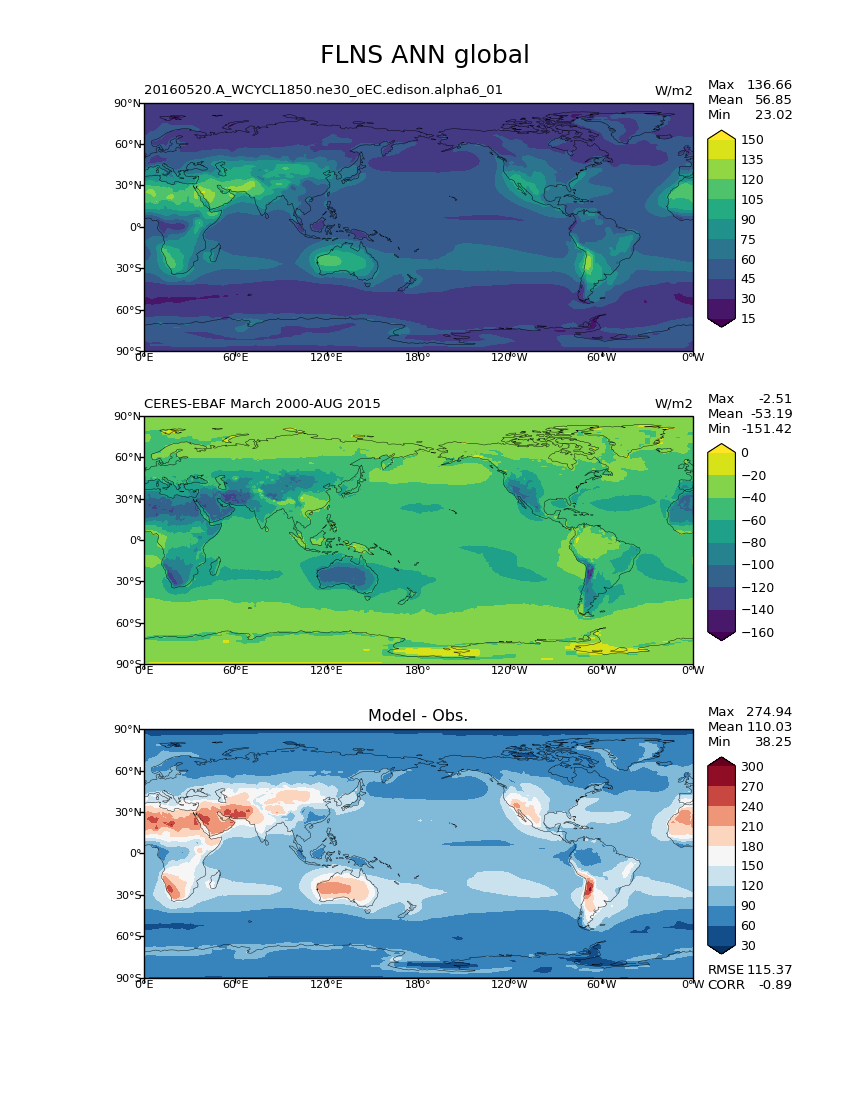 FLNS ANN global
20160520.A_WCYCL1850.ne30_oEC.edison.alpha6_01 W/m2
Max 136.66
Mean 56.85
Min 23.02
90°N
60°N
30°N
0°
30°S
60°S
90°S
0°E 60°E 120°E 180° 120°W 60°W 0°W
150
135
120
105
90
75
60
45
30
15
CERES-EBAF March 2000-AUG 2015 W/m2
Max -2.51
Mean -53.19
Min -151.42
90°N
60°N
30°N
0°
30°S
60°S
90°S
0°E 60°E 120°E 180° 120°W 60°W 0°W
0
−20
−40
−60
−80
−100
−120
−140
−160
Model - Obs.
Max 274.94
Mean 110.03
Min 38.25
90°N
60°N
30°N
0°
30°S
60°S
90°S
0°E 60°E 120°E 180° 120°W 60°W 0°W
300
270
240
210
180
150
120
90
60
30
RMSE 115.37
CORR -0.89